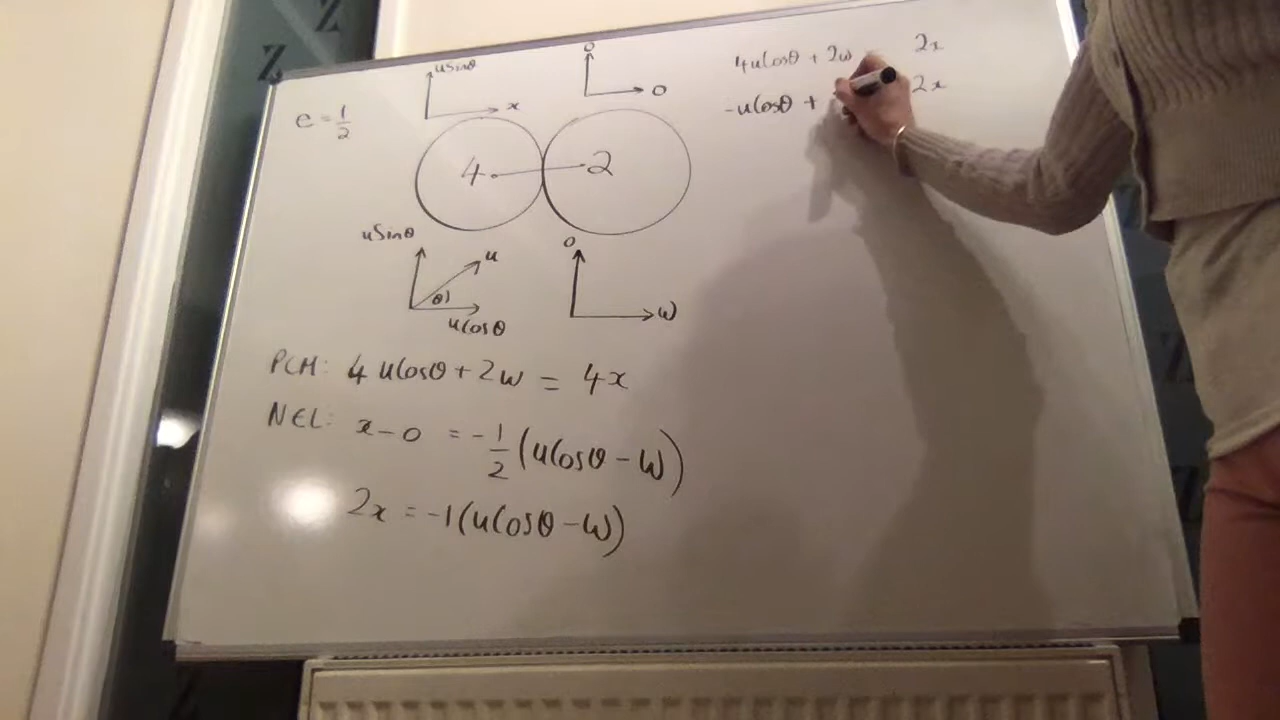 e = 1/2
uSinθ
x
0
0
4
2
uSinθ
u
θ
uCosθ
0
W
PCM: 4 uCosθ + 2w = 4x
NEL: x - 0 = -1/2 (uCosθ - W)
2x = -1(uCosθ - W)
4uCosθ + 2w 2x
-uCosθ + 2x